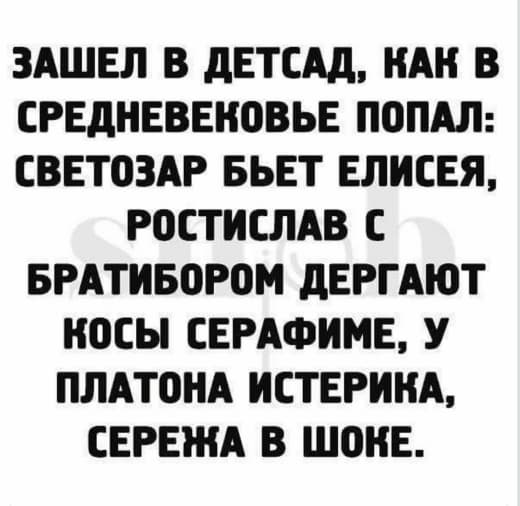 ЗАШЕЛ В ДЕТСАД, КАК В
СРЕДНЕВЕКОВЬЕ ПОПАЛ:
СВЕТОЗАР БЬЕТ ЕЛИСЕЯ,
РОСТИСЛАВ С
БРАТИБОРОМ ДЕРГАЮТ
КОСЫ СЕРАФИМЕ, У
ПЛАТОНА ИСТЕРИКА,
СЕРЕЖА В ШОКЕ.